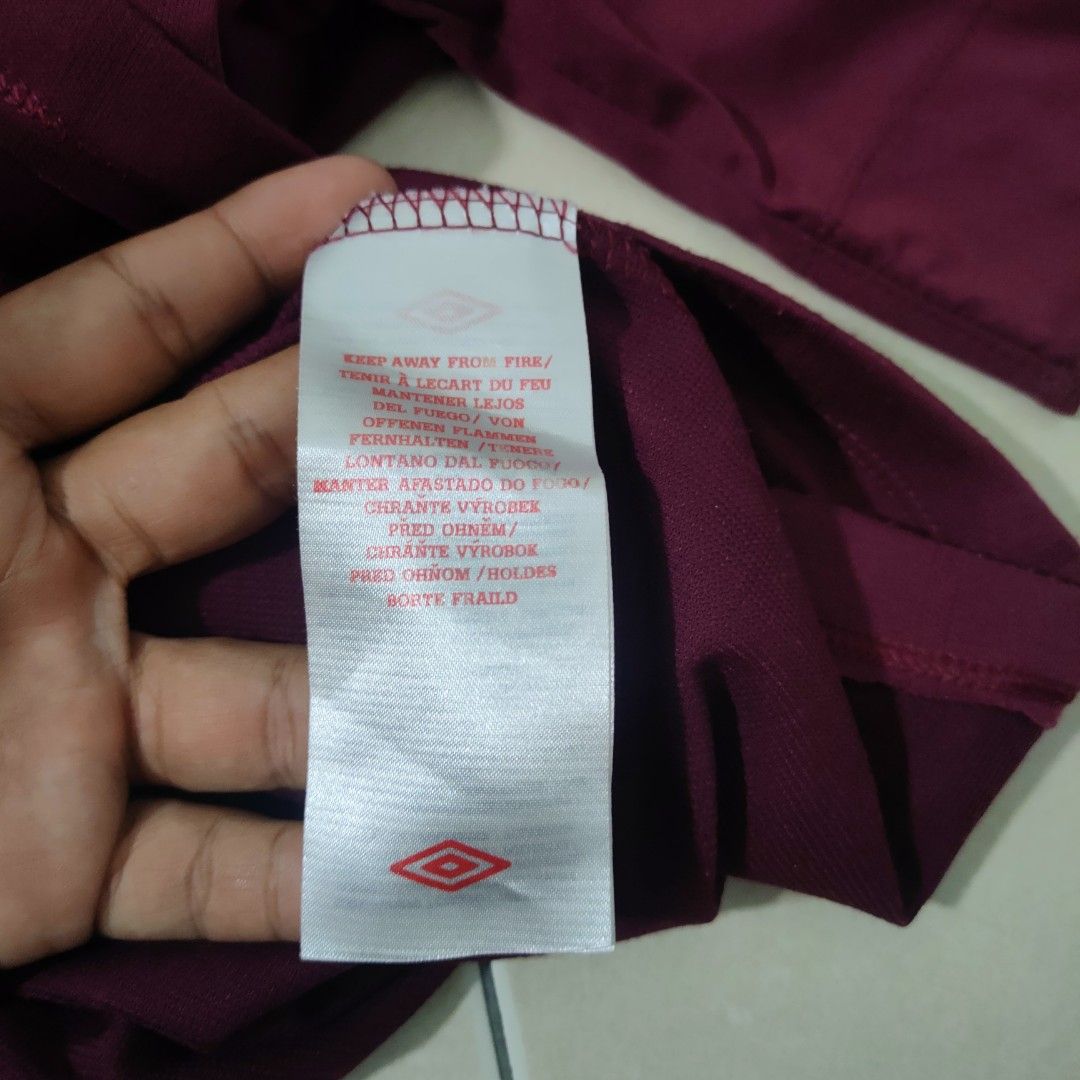 KEEP AWAY FROM FIRE/
TENIR À LECART DU FEU
MANTENER LEJOS
DEL FUEGO/ VON
OFFENEN FLAMMEN
FERNHALTEN /TENERE
LONTANO DAL FUOCO/
MANTER AFASTADO DO FOGO/
CHRAŇTE VÝROBEK
PŘED OHNĚM/
CHRÁŇTE VÝROBOK
PRED OHŇOM /HOLDES
BORTE FRAILD